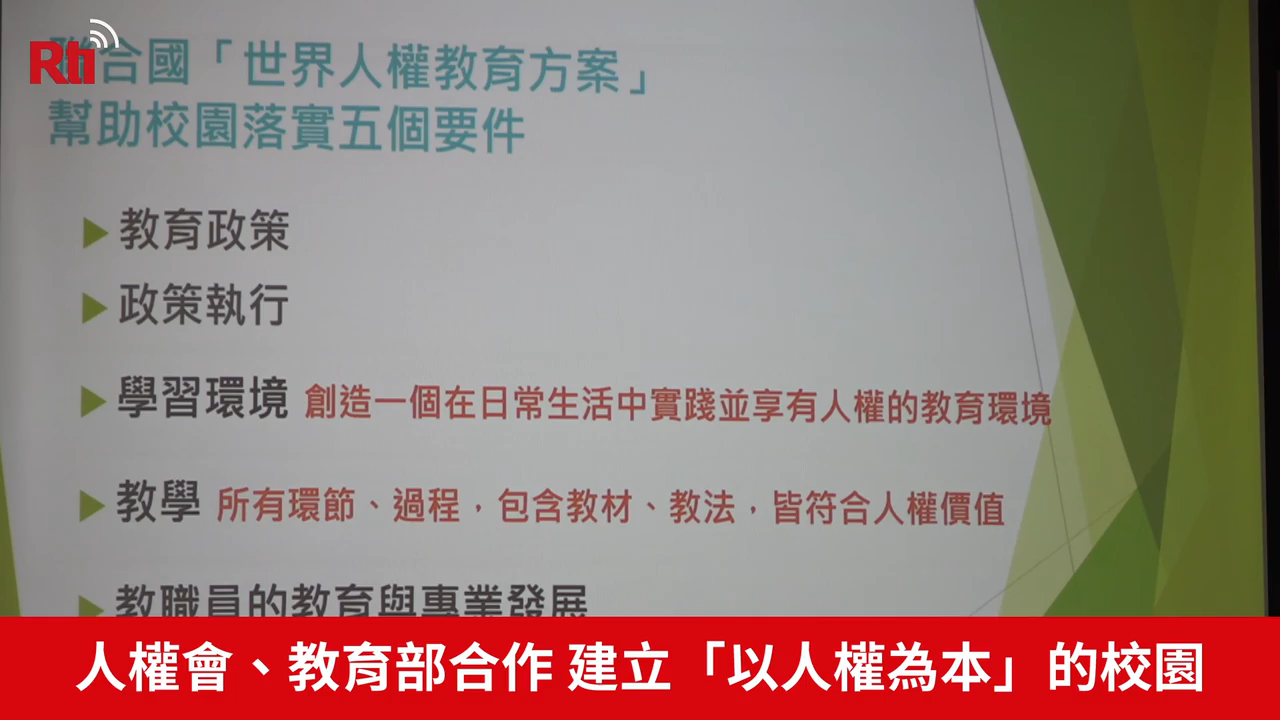 Rti
聯合國「世界人權教育方案」
幫助校園落實五個要件
教育政策
政策執行
學習環境 創造一個在日常生活中實踐並享有人權的教育環境
教學 所有環節、過程，包含教材、教法，皆符合人權價值
教職員的教育與專業發展
人權會、教育部合作 建立「以人權為本」的校園